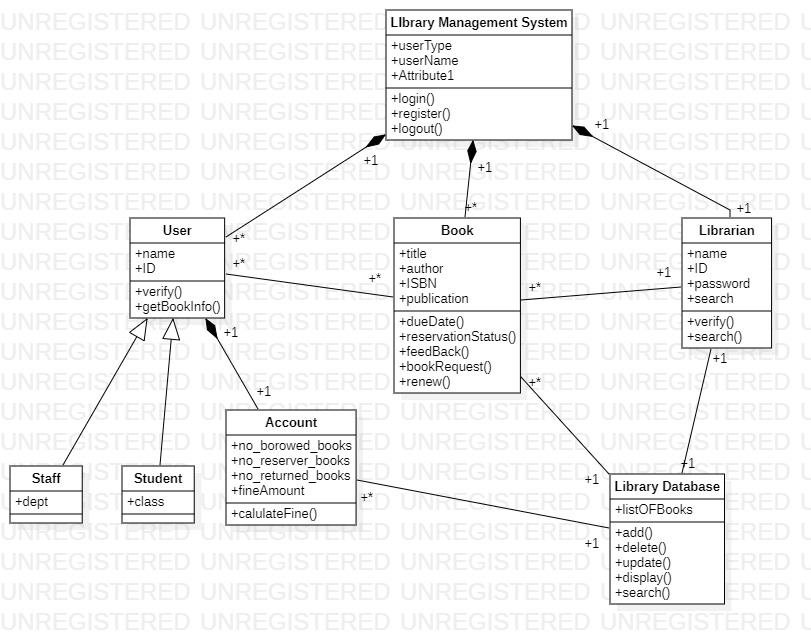 LIbrary Management System
+userType
+userName
+Attribute1
+login()
+register()
+logout()
+1
+1
+1
+*
+*
+1
User
+name
+ID
+verify()
+getBookInfo()
+*
+*
Book
+title
+author
+ISBN
+publication
+dueDate()
+reservationStatus()
+feedBack()
+bookRequest()
+renew()
+*
+1
Librarian
+name
+ID
+password
+search
+verify()
+search()
+1
+1
+1
+*
+1
+1
Account
+no_borowed_books
+no_reserver_books
+no_returned_books
+fineAmount
+calulateFine()
+*
+1
Staff
+dept
Student
+class
Library Database
+listOFBooks
+add()
+delete()
+update()
+display()
+search()
UNREGISTERED UNREGISTERED UNREGISTERED UNREGISTERED